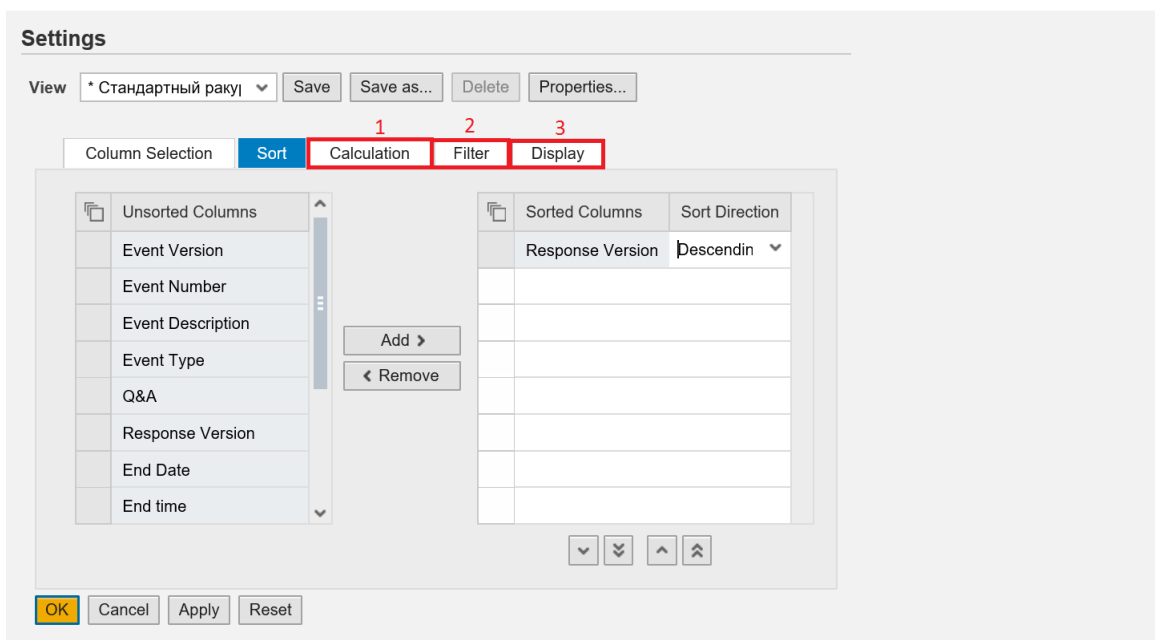 Settings
View * Стандартный ракур Save Save as... Delete Properties...
1 2 3
Column Selection Sort Calculation Filter Display
Unsorted Columns Sorted Columns Sort Direction
Event Version Response Version Descendin
Event Number
Event Description
Event Type
Add
Q&A
Remove
Response Version
End Date
End time
OK Cancel Apply Reset